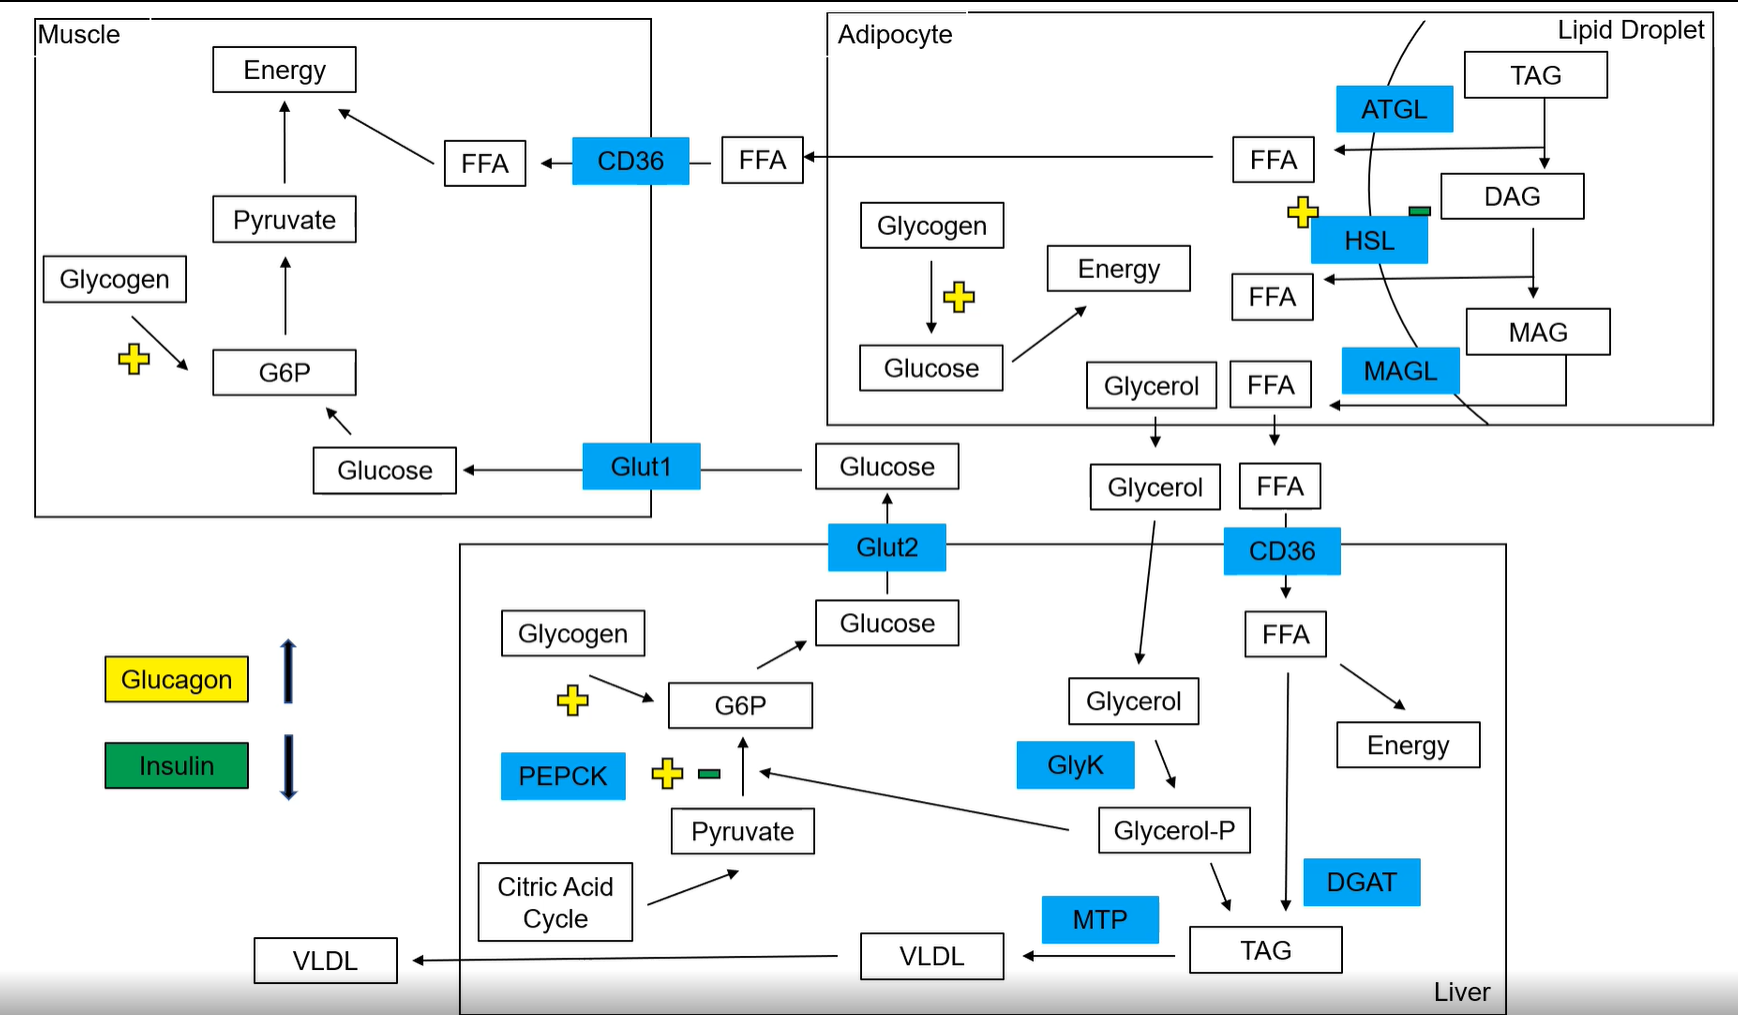 Muscle
Energy
FFA
CD36
FFA
Pyruvate
Glycogen
G6P
Glucose
Glut1
Glucose
Adipocyte
Lipid Droplet
TAG
ATGL
FFA
DAG
Glycogen
HSL
Energy
FFA
MAG
Glucose
Glycerol
FFA
MAGL
Glycerol
FFA
Glut2
CD36
Glycogen
Glucose
FFA
Glucagon
G6P
Glycerol
Energy
Insulin
PEPCK
GlyK
Pyruvate
Glycerol-P
Citric Acid
Cycle
DGAT
MTP
VLDL
VLDL
TAG
Liver